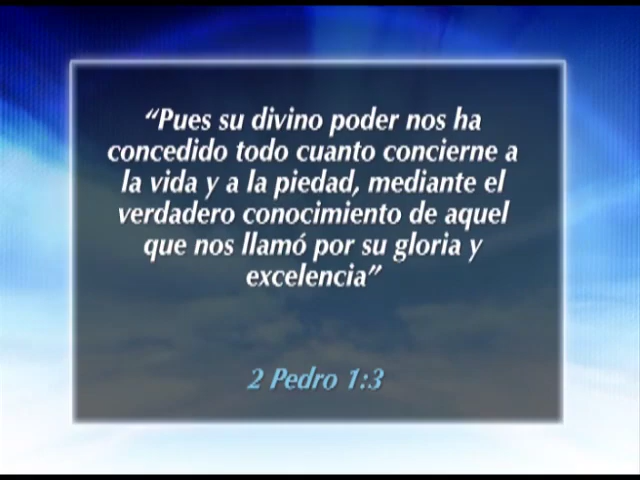 “Pues su divino poder nos ha
concedido todo cuanto concierne a
la vida y a la piedad, mediante el
verdadero conocimiento de aquel
que nos llamó por su gloria y
excelencia”
2 Pedro 1:3